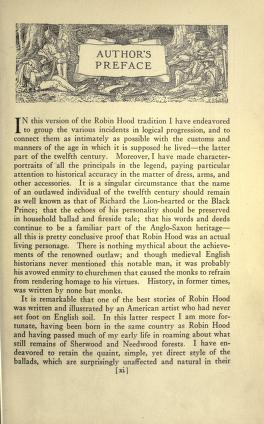 AUTHOR'S
PREFACE
IN this version of the Robin Hood tradition I have endeavored
to group the various incidents in logical progression, and to
connect them as intimately as possible with the customs and
manners of the age in which it is supposed he lived—the latter
part of the twelfth century. Moreover, I have made character-
portraits of all the principals in the legend, paying particular
attention to historical accuracy in the matter of dress, arms, and
other accessories. It is a singular circumstance that the name
of an outlawed individual of the twelfth century should remain
as well known as that of Richard the Lion-hearted or the Black
Prince; that the echoes of his personality should be preserved
in household ballad and fireside tale; that his words and deeds
continue to be a familiar part of the Anglo-Saxon heritage—
all this is pretty conclusive proof that Robin Hood was an actual
living personage. There is nothing mythical about the achieve-
ments of the renowned outlaw; and though medieval English
historians never mentioned this notable man, it was probably
his avowed enmity to churchmen that caused the monks to refrain
from rendering homage to his virtues. History, in former times,
was written by none but monks.
It is remarkable that one of the best stories of Robin Hood
was written and illustrated by an American artist who had never
set foot on English soil. In this latter respect I am more for-
tunate, having been born in the same country as Robin Hood
and having passed much of my early life in roaming about what
still remains of Sherwood and Needwood forests. I have en-
deavored to retain the quaint, simple, yet direct style of the
ballads, which are surprisingly unaffected and natural in their
[xi]